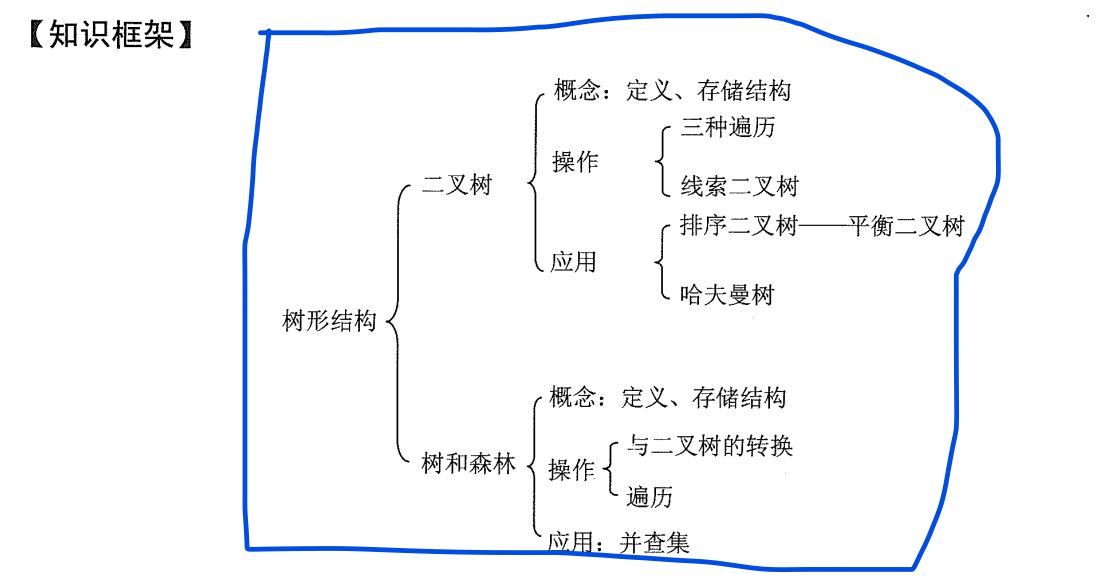 【知识框架】
概念：定义、存储结构
三种遍历
操作
线索二叉树
二叉树
排序二叉树——平衡二叉树
应用
哈夫曼树
树形结构
概念：定义、存储结构
与二叉树的转换
树和森林
操作
遍历
应用：并查集